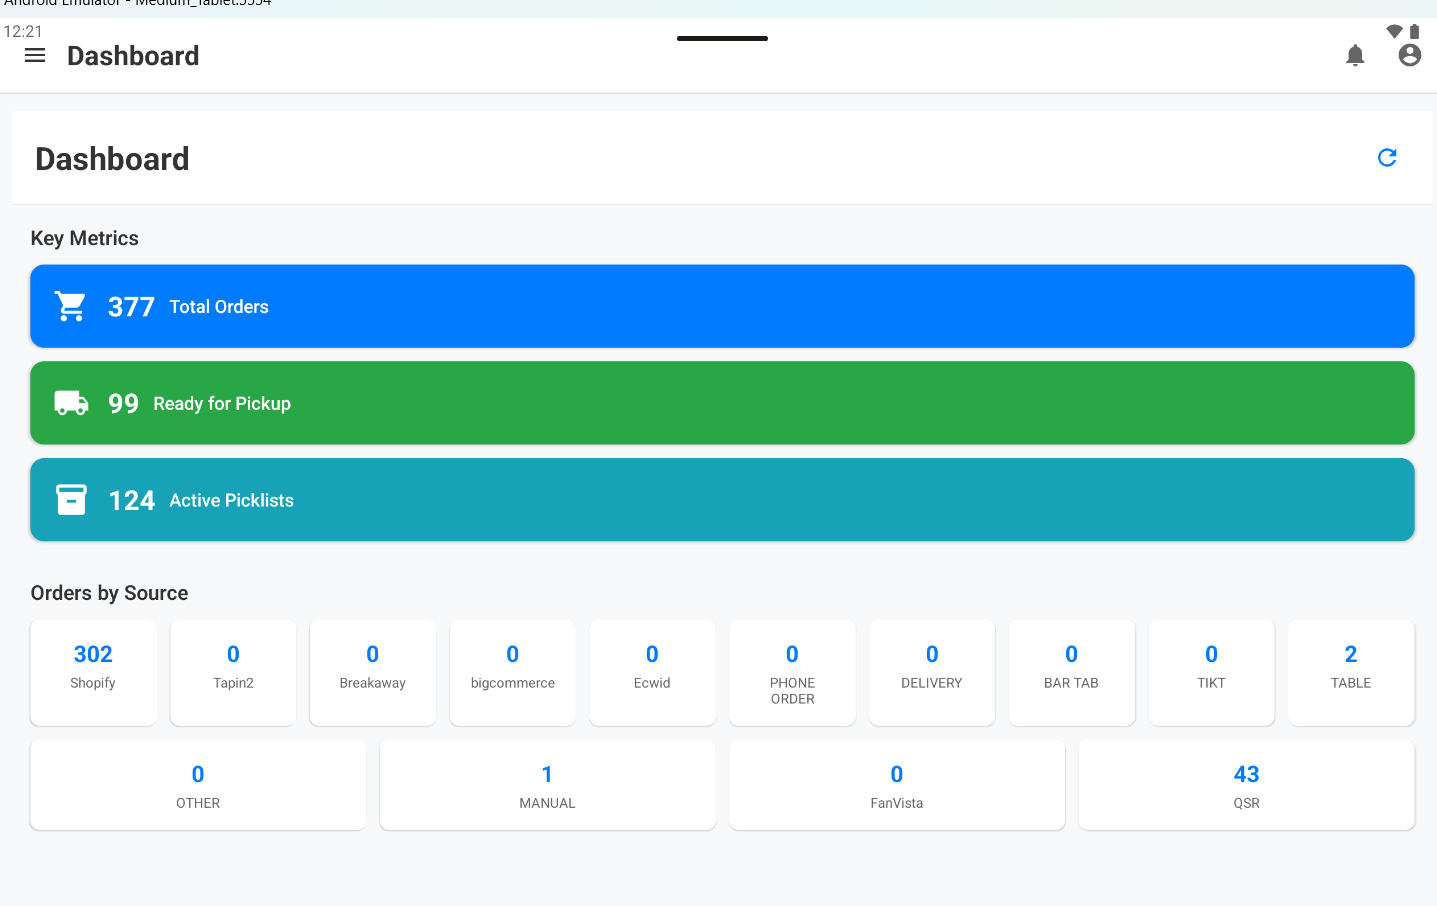 Android Emulator - Medium_Tablet:5554
12:21
Dashboard
Dashboard
Key Metrics
377 Total Orders
99 Ready for Pickup
124 Active Picklists
Orders by Source
302 0 0 0 0 0 0 0 0 2
Shopify Tapin2 Breakaway bigcommerce Ecwid PHONE DELIVERY BAR TAB TIKT TABLE
ORDER
0 1 0 43
OTHER MANUAL FanVista QSR